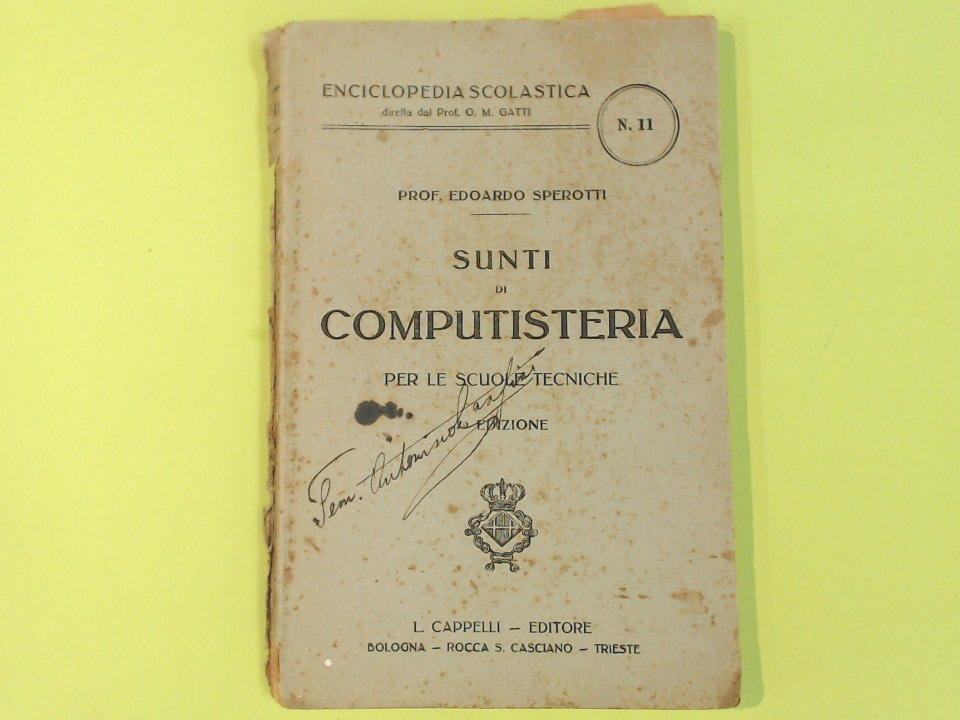 ENCICLOPEDIA SCOLASTICA
diretta dal Prof. G. M. GATTI
N. 11
PROF. EDOARDO SPEROTTI
SUNTI
DI
COMPUTISTERIA
PER LE SCUOLE TECNICHE
EDIZIONE
L. CAPPELLI — EDITORE
BOLOGNA — ROCCA S. CASCIANO — TRIESTE